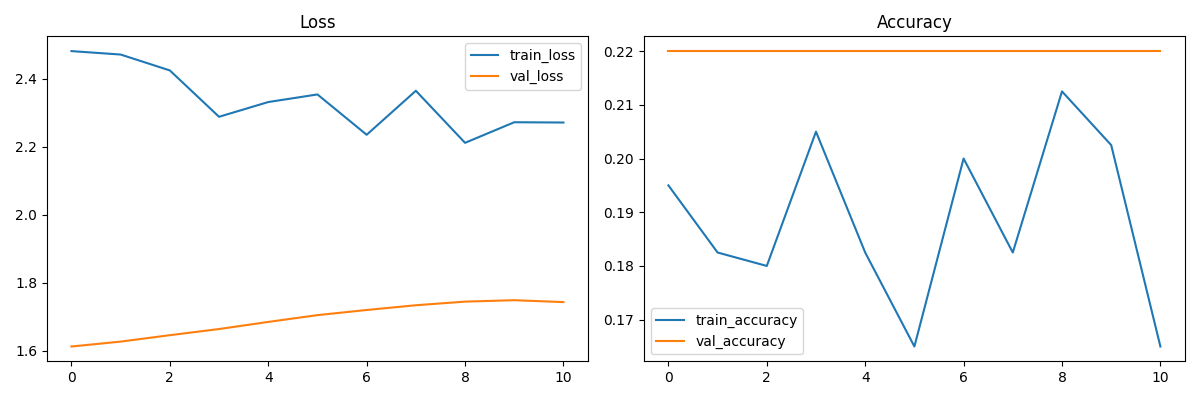 Loss
2.4
2.2
2.0
1.8
1.6
0 2 4 6 8 10
train_loss
val_loss
Accuracy
0.22
0.21
0.20
0.19
0.18
0.17
0 2 4 6 8 10
train_accuracy
val_accuracy